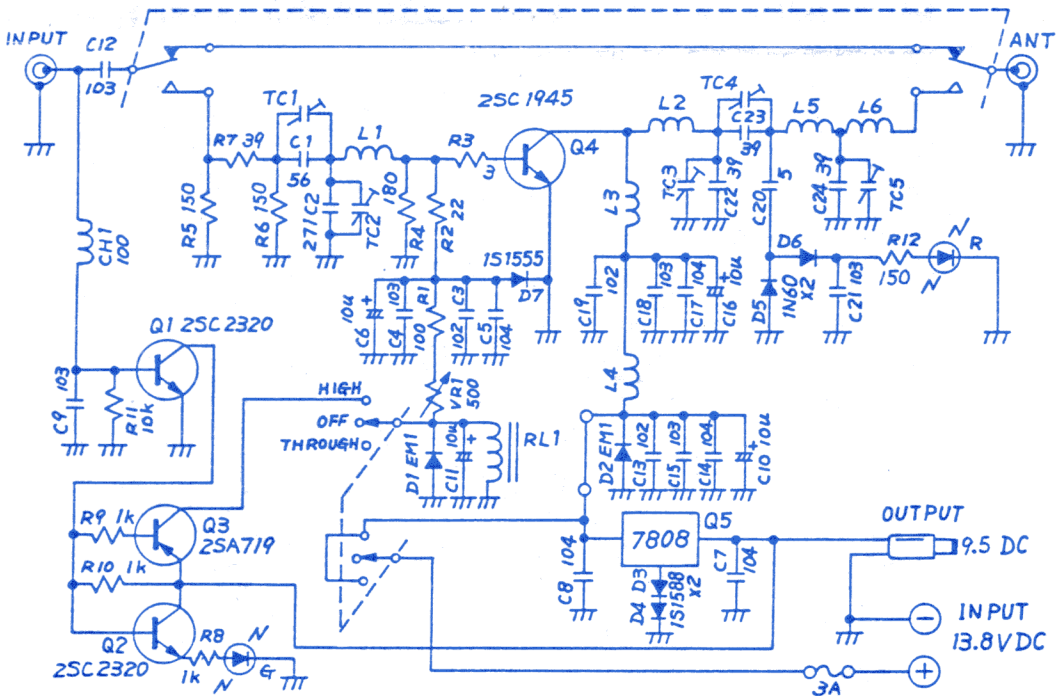 INPUT
C12
103
ANT
TC1
2SC1945
Q4
L2
TC4
C23
39
L5
L6
R7 39
C1
56
L1
R3
3
R5 150
R6 150
C2
271
TC2
180
R4
R2 22
L3
TC3
C22 39
C20 5
C24 39
TC5
CH1
100
1S1555
D7
D6
1N60
X2
D5
C21 103
R12
150
R
10u
C6
103
C4
R1
100
C3
102
C5
104
C19 102
C18 103
C17 104
C16 10u
Q1 2SC2320
L4
103
C9
R11
10k
HIGH
OFF
THROUGH
VR1
500
D1 EM1
C11 10u
RL1
D2 EM1
C13 102
C15 103
C14 104
C10 10u
R9 1k
Q3
2SA719
R10 1k
Q5
7808
C8 104
C7 104
D3
D4
1S1588
X2
OUTPUT
9.5 DC
Q2
2SC2320
R8
1k
G
INPUT
13.8V DC
−
+
3A